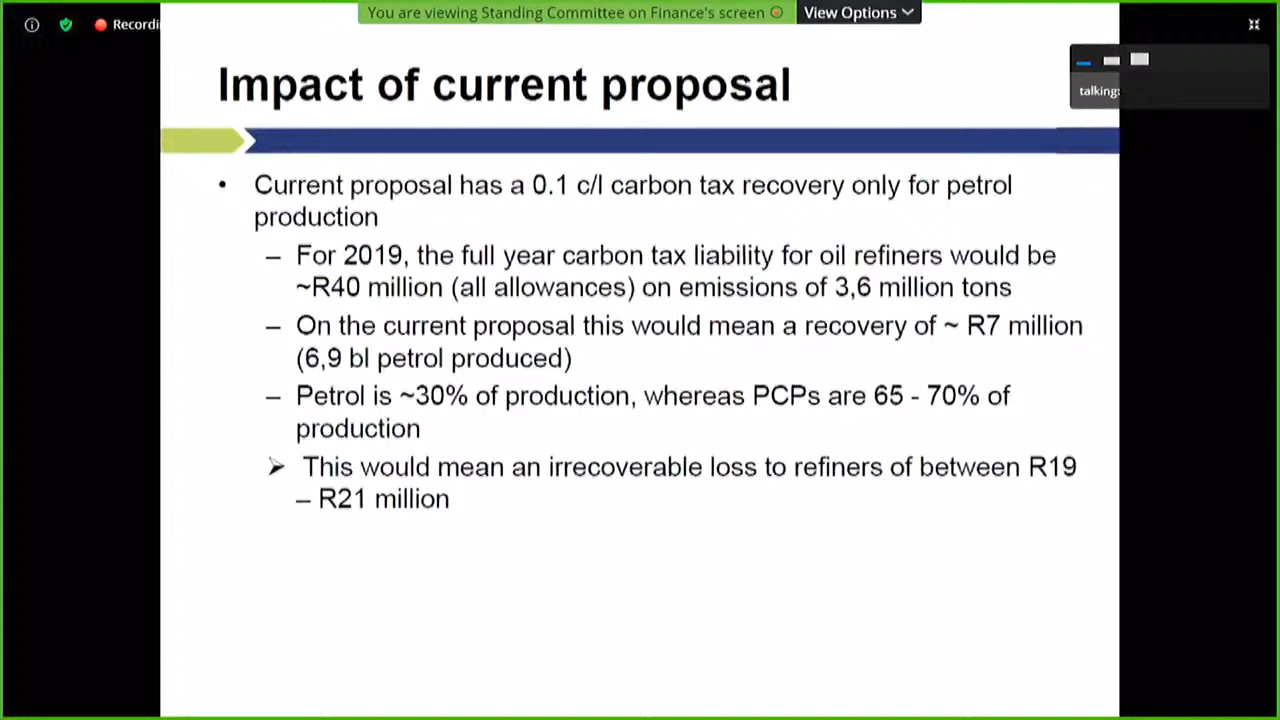 You are viewing Standing Committee on Finance's screen
View Options
Recordi
talking:
Impact of current proposal
• Current proposal has a 0.1 c/l carbon tax recovery only for petrol
production
– For 2019, the full year carbon tax liability for oil refiners would be
~R40 million (all allowances) on emissions of 3,6 million tons
– On the current proposal this would mean a recovery of ~ R7 million
(6,9 bl petrol produced)
– Petrol is ~30% of production, whereas PCPs are 65 - 70% of
production
➢ This would mean an irrecoverable loss to refiners of between R19
– R21 million